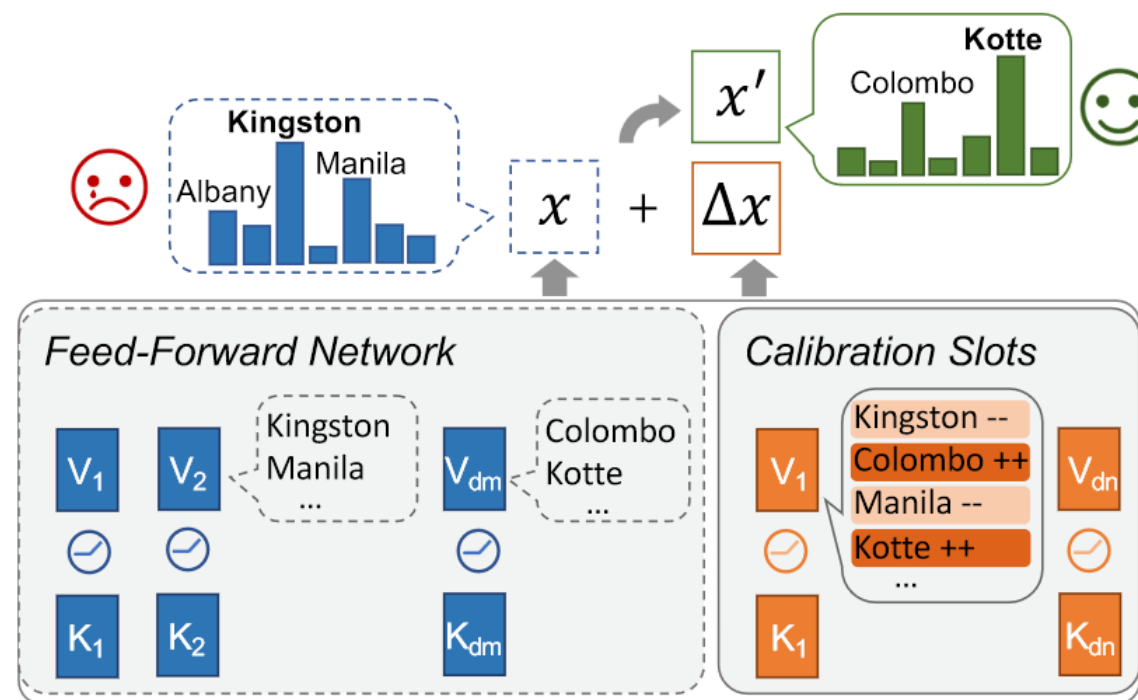 Kotte
Colombo
x′
Kingston
Manila
Albany
x + Δx
Feed-Forward Network
Calibration Slots
Kingston
Manila
...
Colombo
Kotte
...
Kingston --
Colombo ++
Manila --
Kotte ++
...
V1 V2 Vdm V1 Vdn
K1 K2 Kdm K1 Kdn